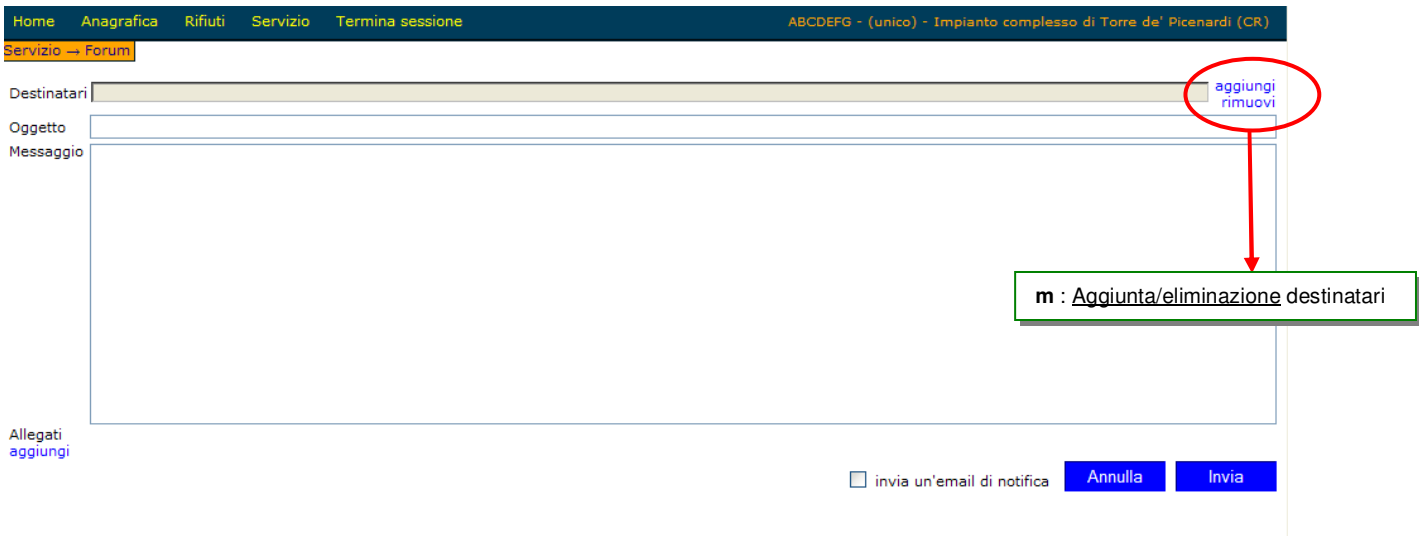 Home Anagrafica Rifiuti Servizio Termina sessione ABCDEFG - (unico) - Impianto complesso di Torre de' Picenardi (CR)
Servizio → Forum
Destinatari aggiungi
rimuovi
Oggetto
Messaggio
m : Aggiunta/eliminazione destinatari
Allegati
aggiungi
invia un'email di notifica Annulla Invia